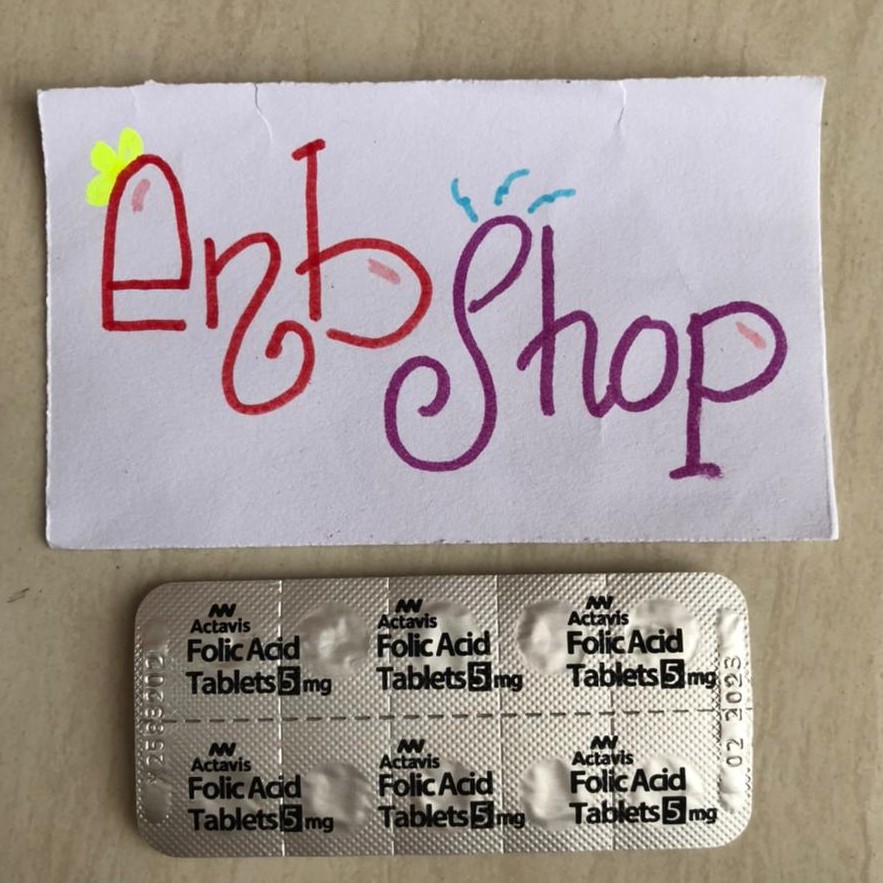 enb Shop
Actavis
Folic Acid
Tablets 5 mg
Actavis
Folic Acid
Tablets 5 mg
Actavis
Folic Acid
Tablets 5 mg
02 2023
Actavis
Folic Acid
Tablets 5 mg
Actavis
Folic Acid
Tablets 5 mg
Actavis
Folic Acid
Tablets 5 mg